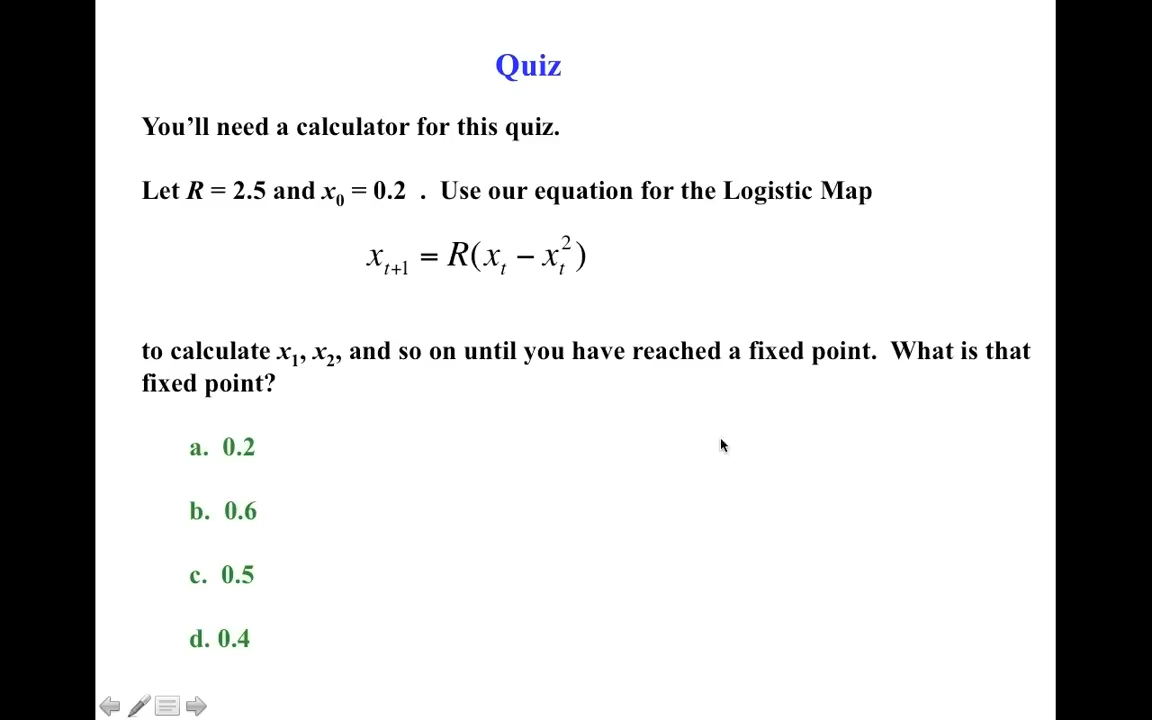 Quiz
You’ll need a calculator for this quiz.
Let R = 2.5 and x₀ = 0.2 . Use our equation for the Logistic Map
xₜ₊₁ = R(xₜ − xₜ²)
to calculate x₁, x₂, and so on until you have reached a fixed point. What is that
fixed point?
a. 0.2
b. 0.6
c. 0.5
d. 0.4